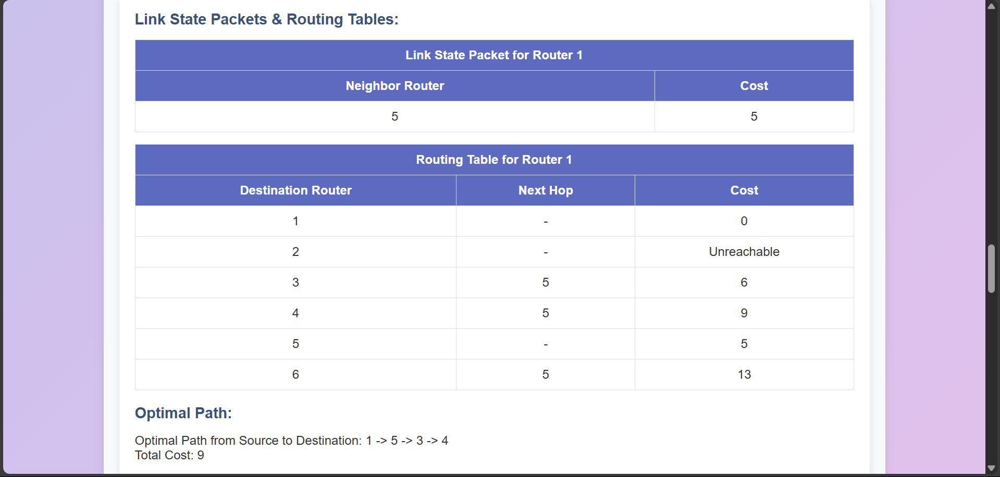 Link State Packets & Routing Tables:
Link State Packet for Router 1
Neighbor Router Cost
5 5
Routing Table for Router 1
Destination Router Next Hop Cost
1 - 0
2 - Unreachable
3 5 6
4 5 9
5 - 5
6 5 13
Optimal Path:
Optimal Path from Source to Destination: 1 -> 5 -> 3 -> 4
Total Cost: 9